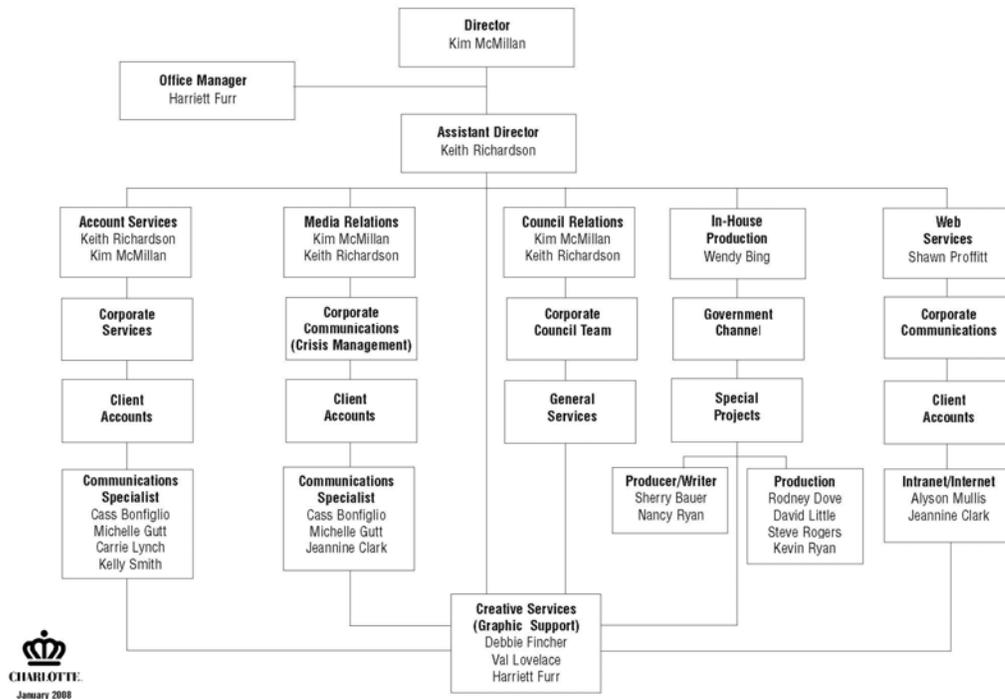 Director
Kim McMillan
Office Manager
Harriett Furr
Assistant Director
Keith Richardson
Account Services
Keith Richardson
Kim McMillan
Media Relations
Kim McMillan
Keith Richardson
Council Relations
Kim McMillan
Keith Richardson
In-House
Production
Wendy Bing
Web
Services
Shawn Proffitt
Corporate
Services
Corporate
Communications
(Crisis Management)
Corporate
Council Team
Government
Channel
Corporate
Communications
Client
Accounts
Client
Accounts
General
Services
Special
Projects
Client
Accounts
Communications
Specialist
Cass Bonfiglio
Michelle Gutt
Carrie Lynch
Kelly Smith
Communications
Specialist
Cass Bonfiglio
Michelle Gutt
Jeannine Clark
Producer/Writer
Sherry Bauer
Nancy Ryan
Production
Rodney Dove
David Little
Steve Rogers
Kevin Ryan
Intranet/Internet
Alyson Mullis
Jeannine Clark
Creative Services
(Graphic Support)
Debbie Fincher
Val Lovelace
Harriett Furr
CHARLOTTE.
January 2008